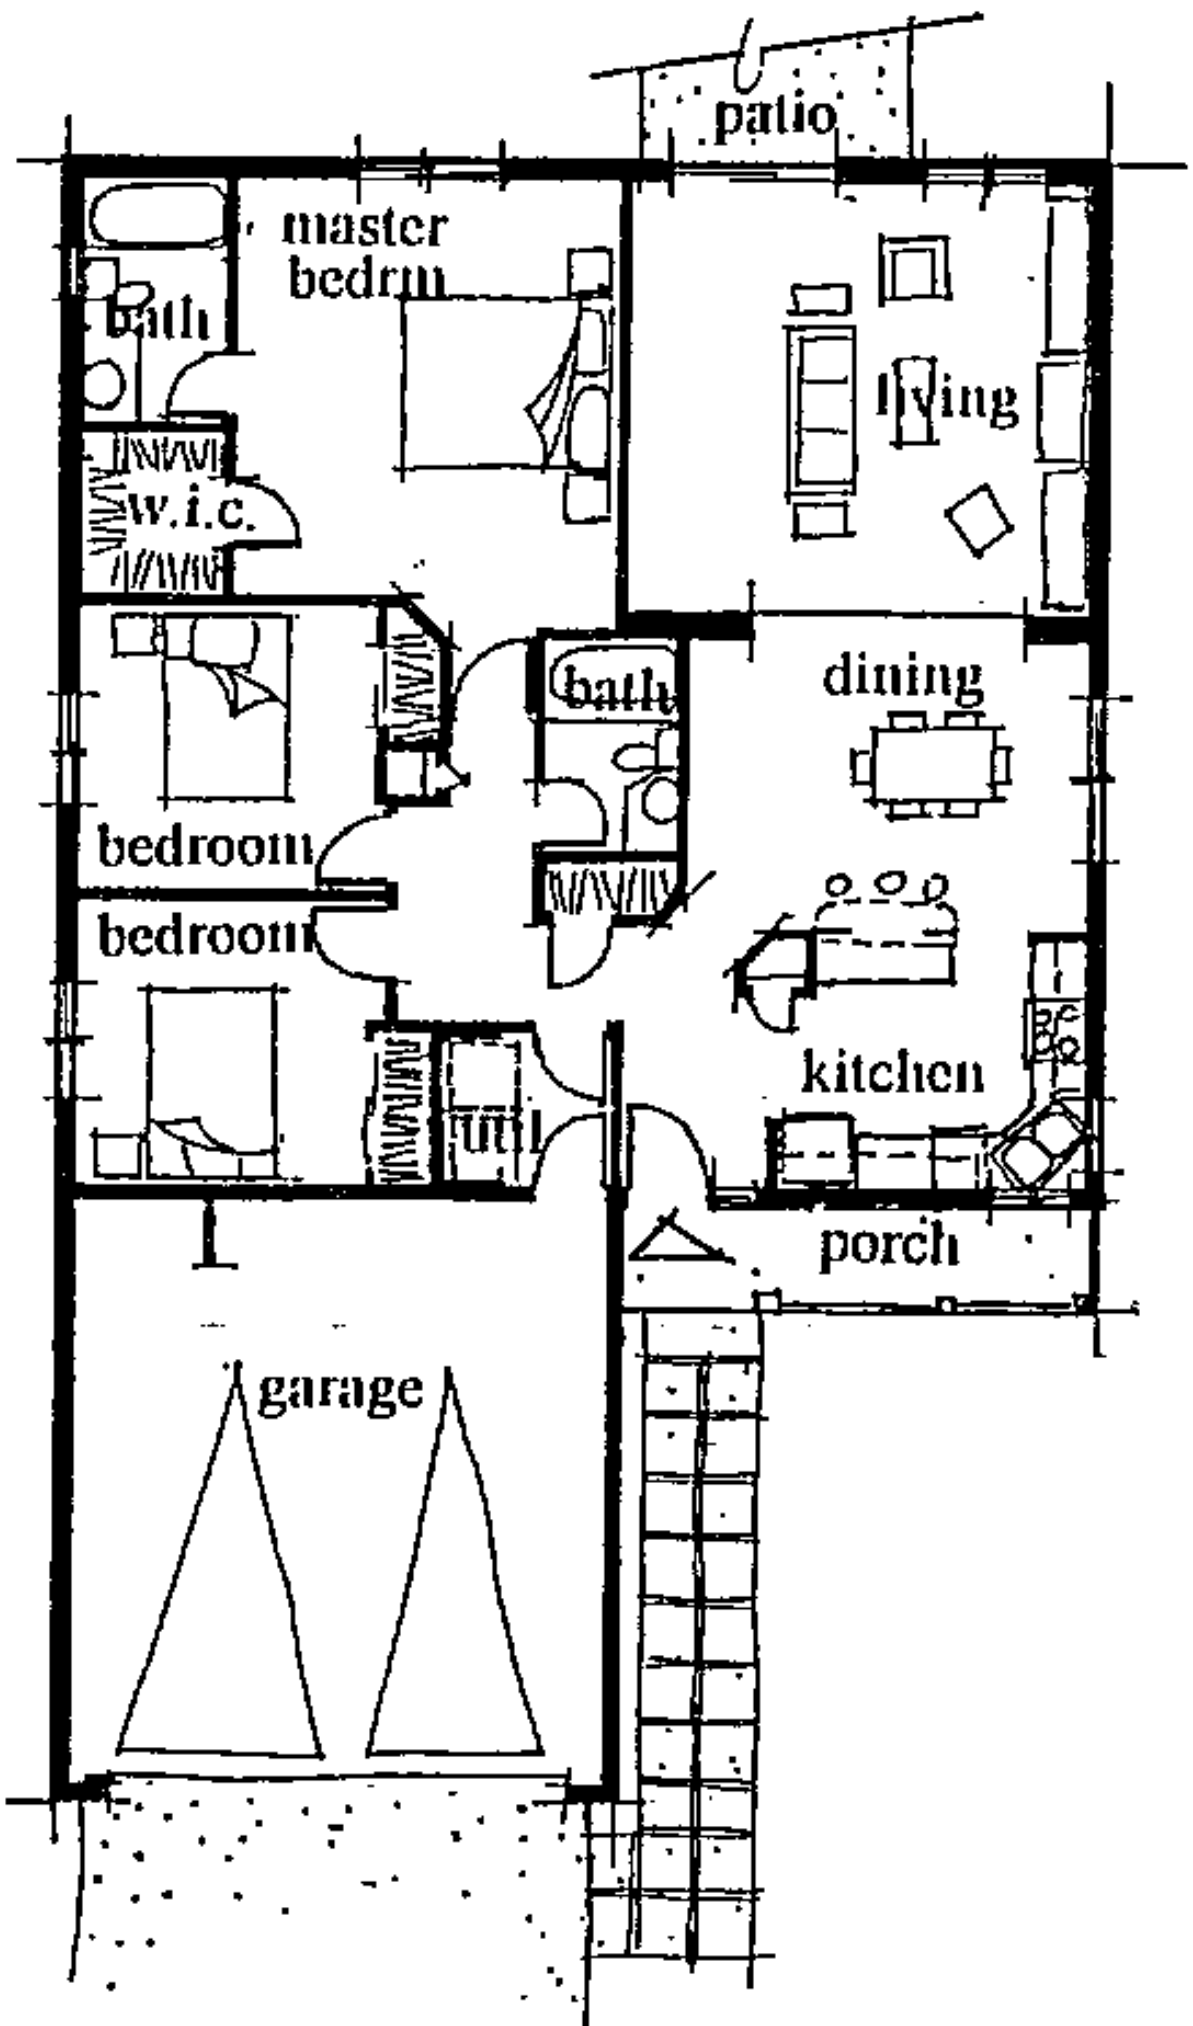 patio
master
bedrm
bath
living
w.i.c.
dining
bath
bedroom
bedroom
kitchen
util
porch
garage